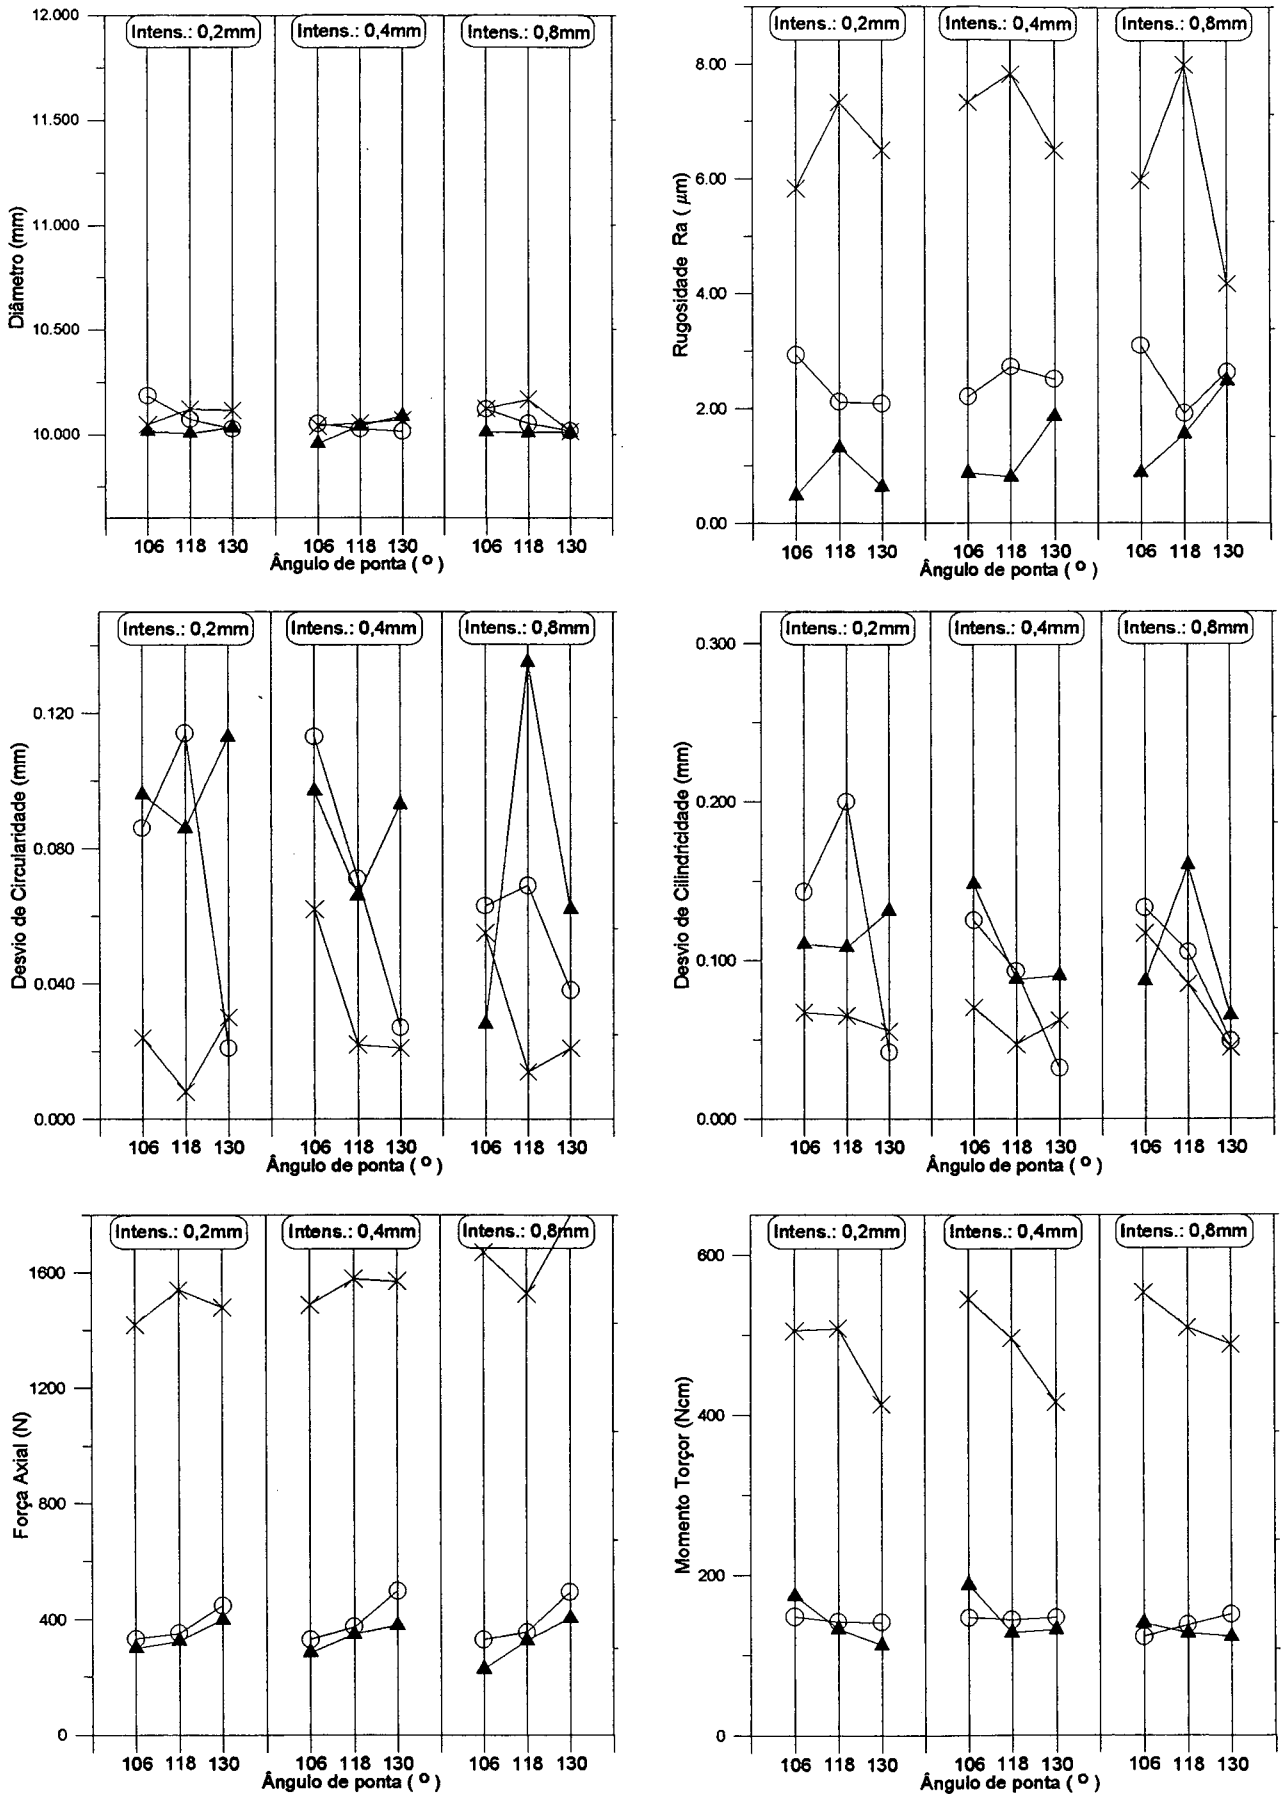 Intens.: 0,2mm Intens.: 0,4mm Intens.: 0,8mm
12.000
11.500
11.000
10.500
10.000
Diâmetro (mm)
106 118 130 106 118 130 106 118 130
Ângulo de ponta ( º )
Intens.: 0,2mm Intens.: 0,4mm Intens.: 0,8mm
8.00
6.00
4.00
2.00
0.00
Rugosidade Ra ( μm)
106 118 130 106 118 130 106 118 130
Ângulo de ponta ( º )
Intens.: 0,2mm Intens.: 0,4mm Intens.: 0,8mm
0.120
0.080
0.040
0.000
Desvio de Circularidade (mm)
106 118 130 106 118 130 106 118 130
Ângulo de ponta ( º )
Intens.: 0,2mm Intens.: 0,4mm Intens.: 0,8mm
0.300
0.200
0.100
0.000
Desvio de Cilindricidade (mm)
106 118 130 106 118 130 106 118 130
Ângulo de ponta ( º )
Intens.: 0,2mm Intens.: 0,4mm Intens.: 0,8mm
1600
1200
800
400
0
Força Axial (N)
106 118 130 106 118 130 106 118 130
Ângulo de ponta ( º )
Intens.: 0,2mm Intens.: 0,4mm Intens.: 0,8mm
600
400
200
0
Momento Torçor (Ncm)
106 118 130 106 118 130 106 118 130
Ângulo de ponta ( º )